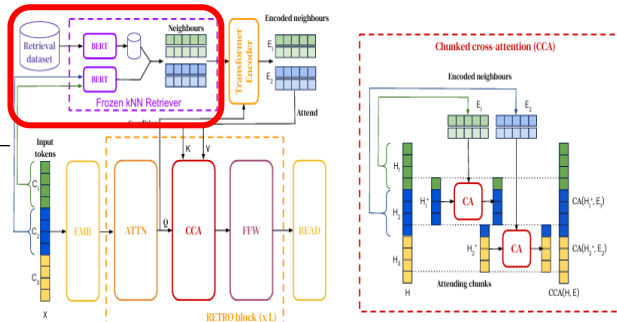 Retrieval
dataset
BERT
BERT
Neighbours
Frozen kNN Retriever
Transformer
Encoder
Encoded neighbours
E₁
E₂
Attend
Input
tokens
C₁
C₂
C₃
X
EMB
ATTN
Q
K
V
CCA
FFW
READ
RETRO block (x L)
Chunked cross-attention (CCA)
Encoded neighbours
E₁
E₂
H₁
H₂
H₃
H
H₁⁺
CA
H₂⁺
CA
Attending chunks
CA(H₁⁺, E₁)
CA(H₂⁺, E₂)
CCA(H, E)